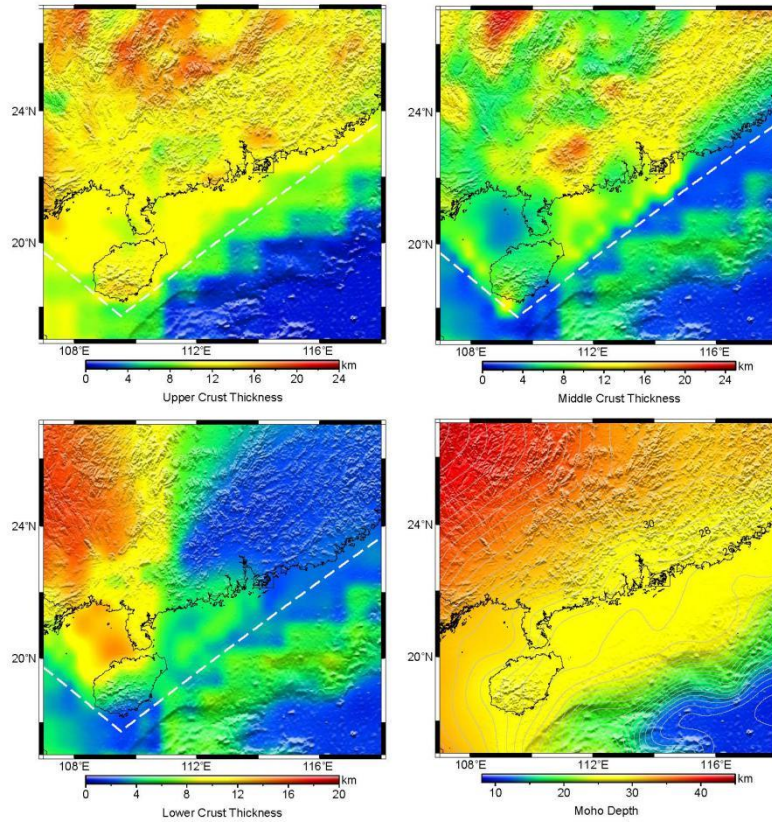 24°N
20°N
108°E 112°E 116°E
km
0 4 8 12 16 20 24
Upper Crust Thickness
24°N
20°N
108°E 112°E 116°E
km
0 8 16 24
Middle Crust Thickness
24°N
20°N
108°E 112°E 116°E
km
0 4 8 12 16 20
Lower Crust Thickness
30 28 26
24°N
20°N
108°E 112°E 116°E
km
10 20 30 40
Moho Depth